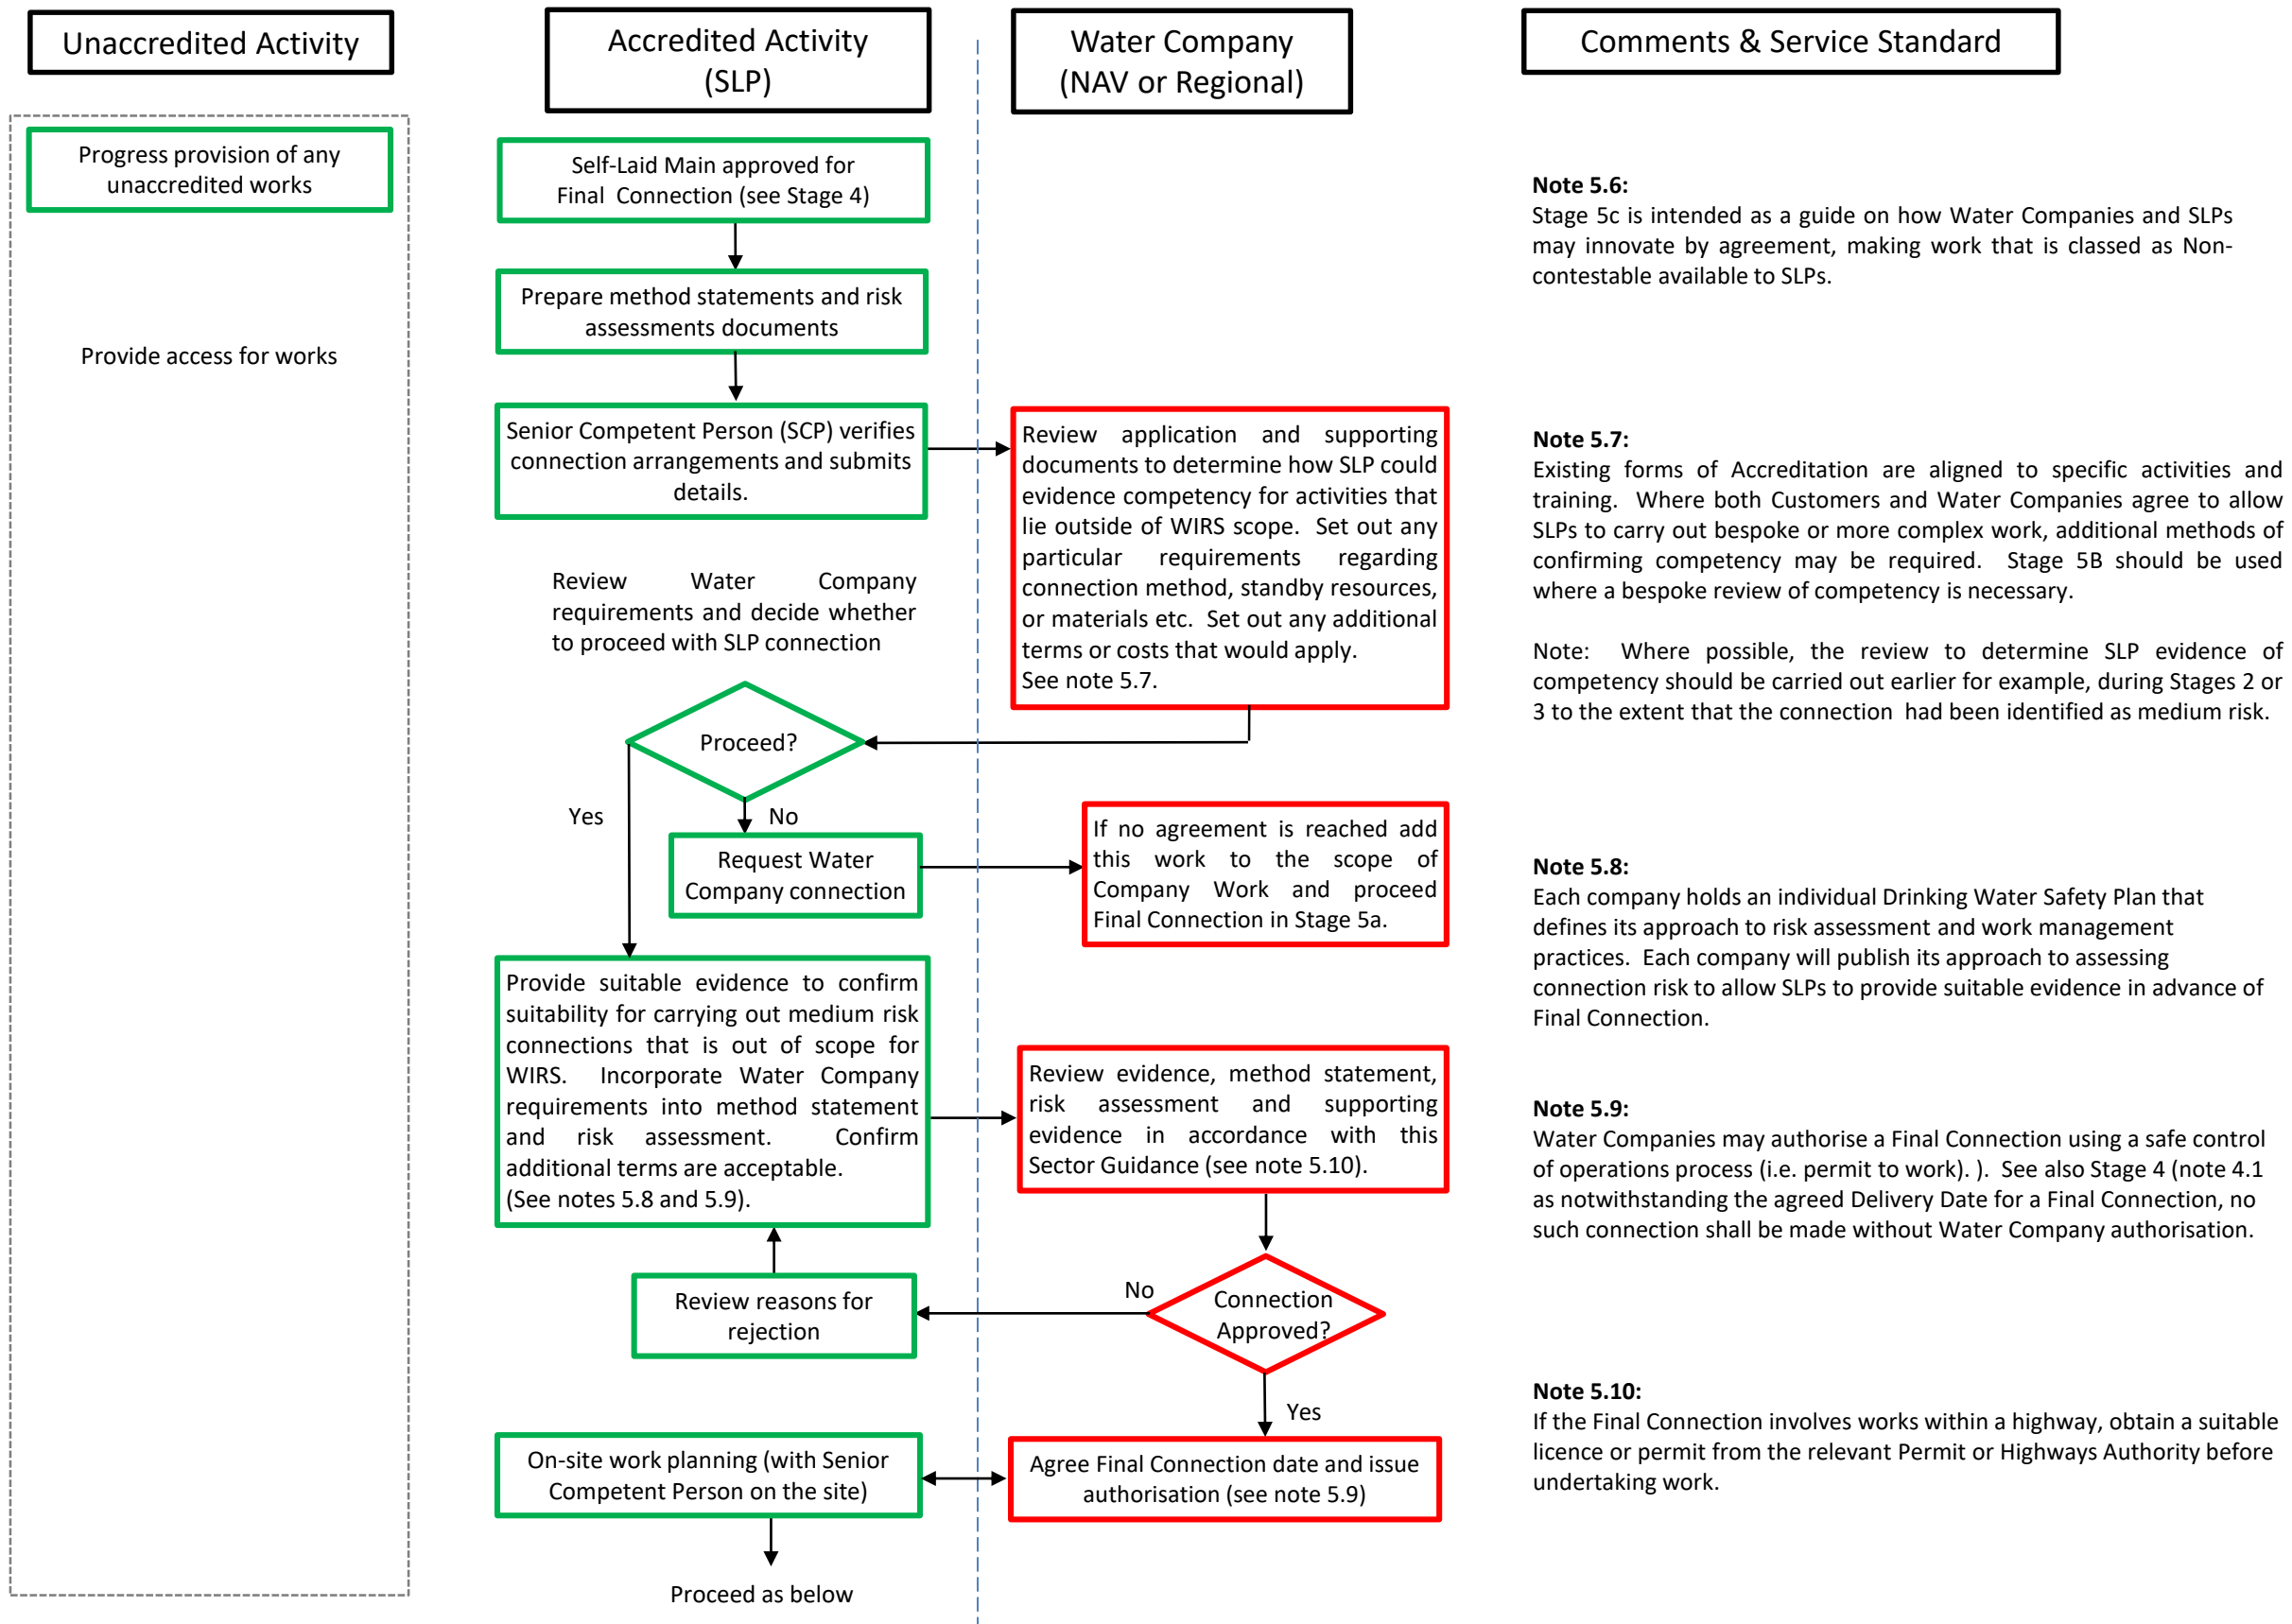 Unaccredited Activity
Accredited Activity
(SLP)
Water Company
(NAV or Regional)
Comments & Service Standard
Progress provision of any
unaccredited works
Provide access for works
Self-Laid Main approved for
Final Connection (see Stage 4)
Prepare method statements and risk
assessments documents
Senior Competent Person (SCP) verifies
connection arrangements and submits
details.
Review application and supporting
documents to determine how SLP could
evidence competency for activities that
lie outside of WIRS scope. Set out any
particular requirements regarding
connection method, standby resources,
or materials etc. Set out any additional
terms or costs that would apply.
See note 5.7.
Review Water Company
requirements and decide whether
to proceed with SLP connection
Proceed?
Yes
No
Request Water
Company connection
If no agreement is reached add
this work to the scope of
Company Work and proceed
Final Connection in Stage 5a.
Provide suitable evidence to confirm
suitability for carrying out medium risk
connections that is out of scope for
WIRS. Incorporate Water Company
requirements into method statement
and risk assessment. Confirm
additional terms are acceptable.
(See notes 5.8 and 5.9).
Review evidence, method statement,
risk assessment and supporting
evidence in accordance with this
Sector Guidance (see note 5.10).
Connection
Approved?
No
Yes
Review reasons for
rejection
On-site work planning (with Senior
Competent Person on the site)
Agree Final Connection date and issue
authorisation (see note 5.9)
Proceed as below
Note 5.6:
Stage 5c is intended as a guide on how Water Companies and SLPs
may innovate by agreement, making work that is classed as Non-
contestable available to SLPs.
Note 5.7:
Existing forms of Accreditation are aligned to specific activities and
training. Where both Customers and Water Companies agree to allow
SLPs to carry out bespoke or more complex work, additional methods of
confirming competency may be required. Stage 5B should be used
where a bespoke review of competency is necessary.
Note: Where possible, the review to determine SLP evidence of
competency should be carried out earlier for example, during Stages 2 or
3 to the extent that the connection had been identified as medium risk.
Note 5.8:
Each company holds an individual Drinking Water Safety Plan that
defines its approach to risk assessment and work management
practices. Each company will publish its approach to assessing
connection risk to allow SLPs to provide suitable evidence in advance of
Final Connection.
Note 5.9:
Water Companies may authorise a Final Connection using a safe control
of operations process (i.e. permit to work). ). See also Stage 4 (note 4.1
as notwithstanding the agreed Delivery Date for a Final Connection, no
such connection shall be made without Water Company authorisation.
Note 5.10:
If the Final Connection involves works within a highway, obtain a suitable
licence or permit from the relevant Permit or Highways Authority before
undertaking work.